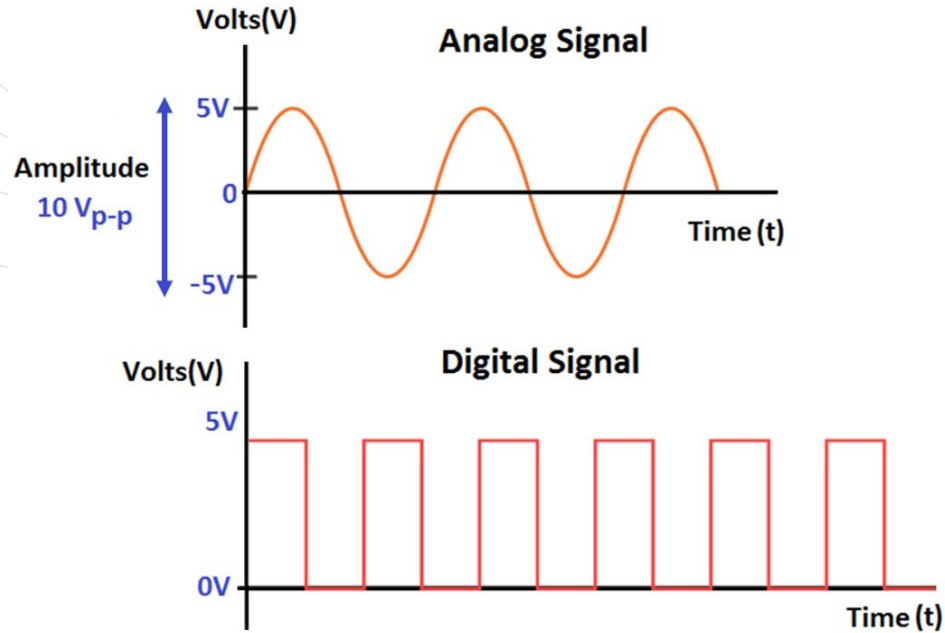 Volts(V)
Analog Signal
5V
Amplitude
10 Vp-p
0
Time (t)
-5V
Digital Signal
Volts(V)
5V
0V
Time (t)